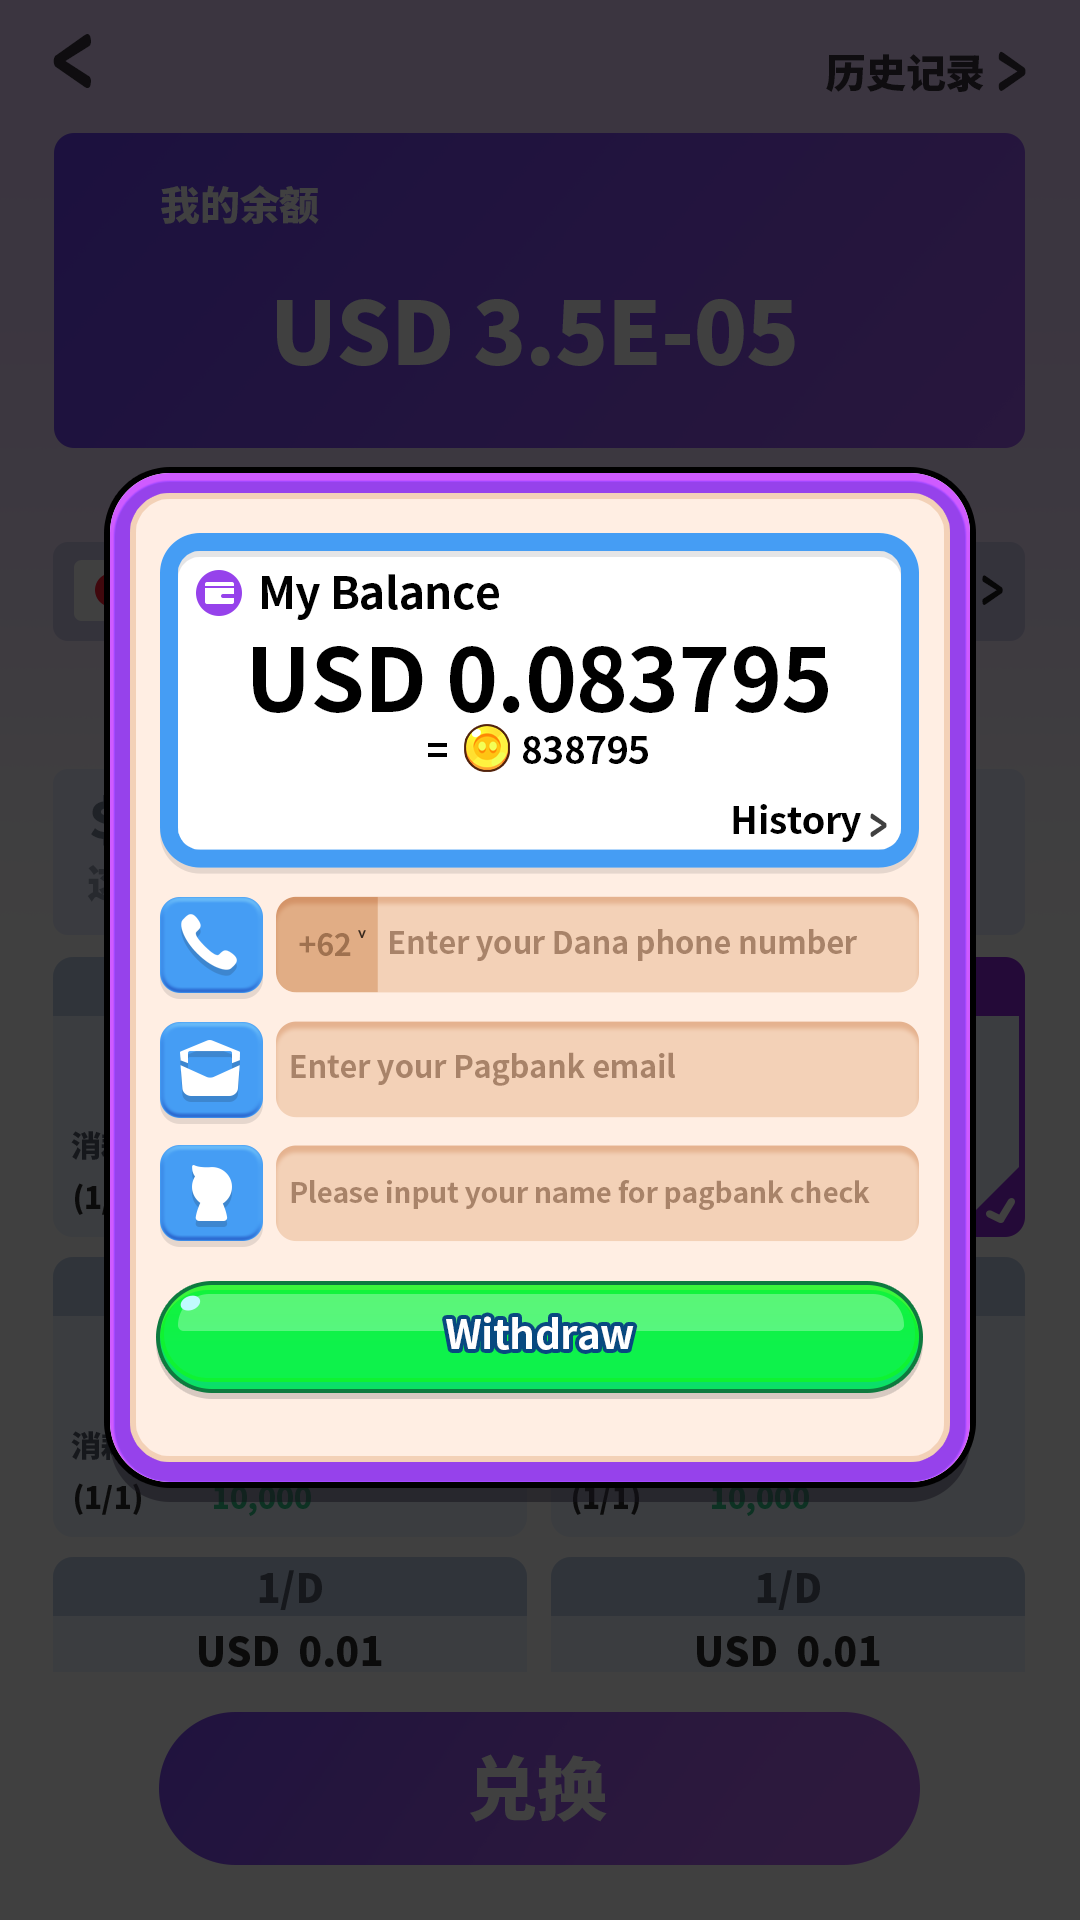 历史记录
我的余额
USD 3.5E-05
My Balance
USD 0.083795
= 838795
History
+62
Enter your Dana phone number
Enter your Pagbank email
Please input your name for pagbank check
Withdraw
消
(1/
消
(1/1) 10,000
(1/1) 10,000
1/D
1/D
USD 0.01
USD 0.01
兑换